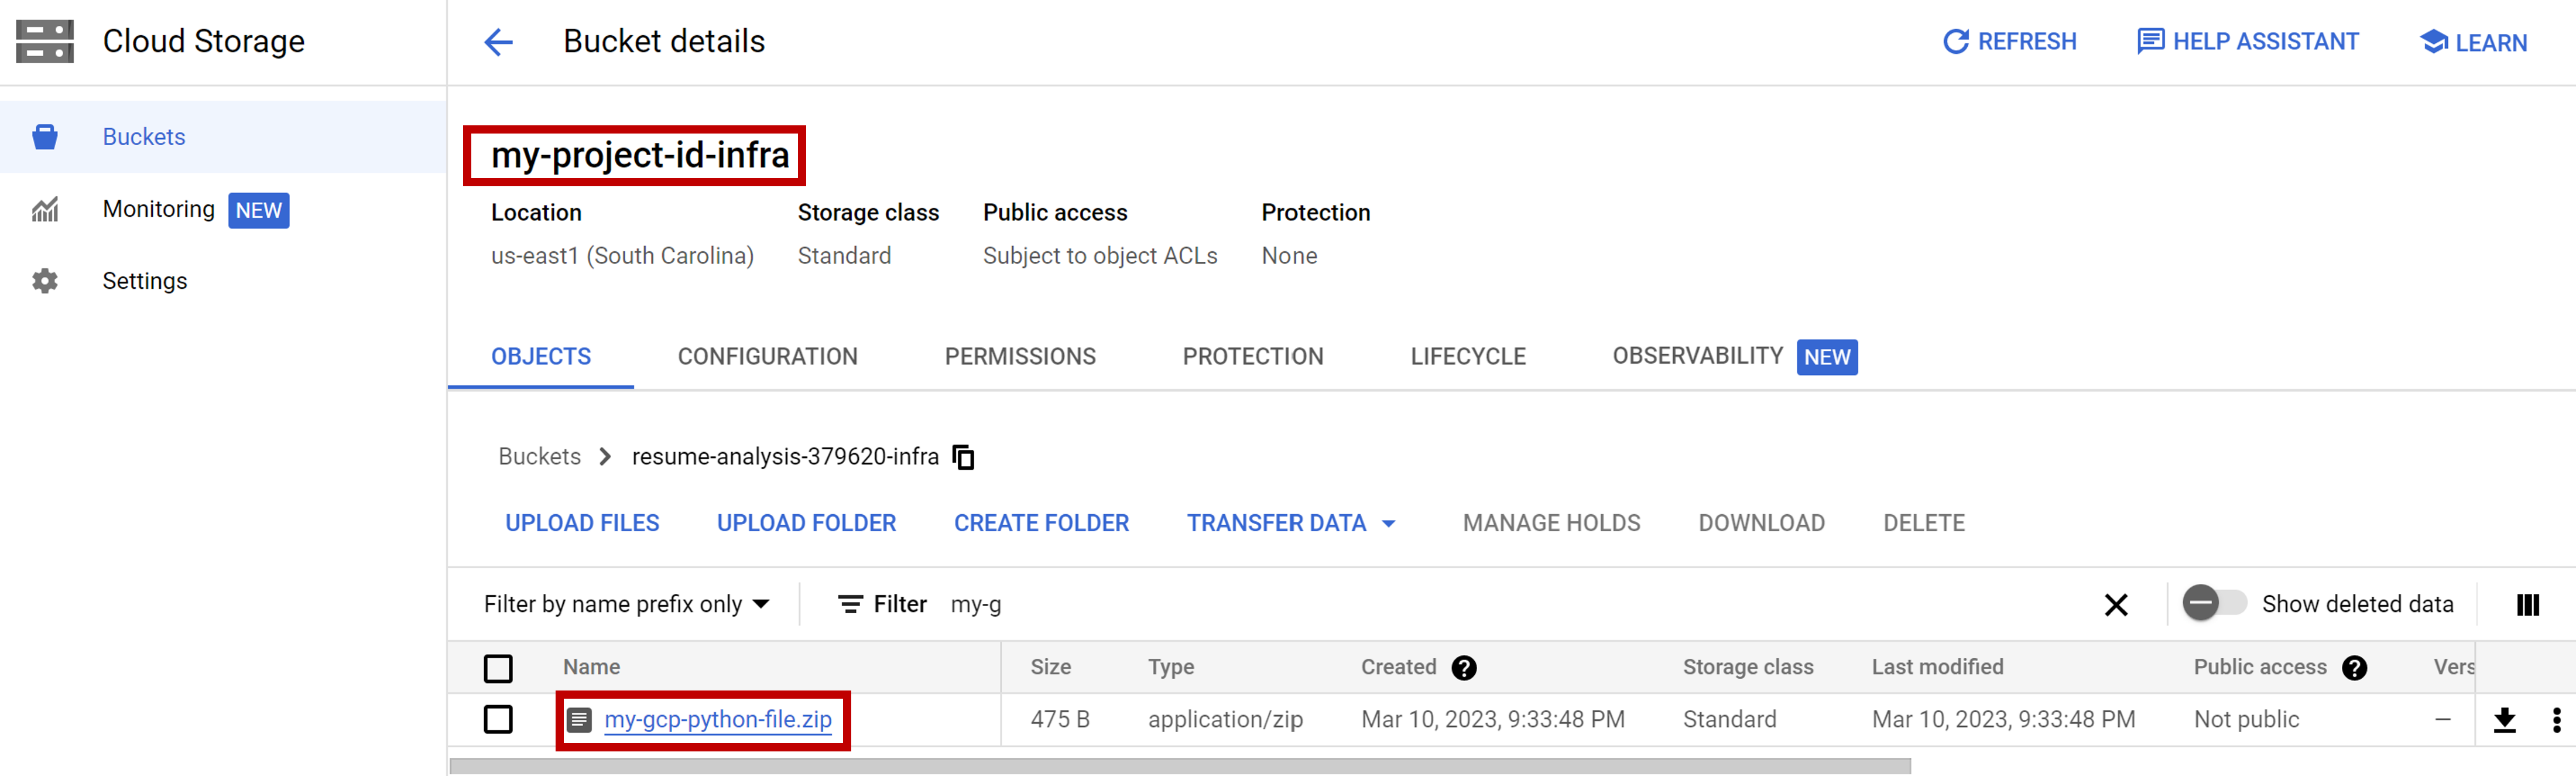 Cloud Storage
Bucket details
REFRESH
HELP ASSISTANT
LEARN
Buckets
Monitoring NEW
Settings
my-project-id-infra
Location Storage class Public access Protection
us-east1 (South Carolina) Standard Subject to object ACLs None
OBJECTS CONFIGURATION PERMISSIONS PROTECTION LIFECYCLE OBSERVABILITY NEW
Buckets resume-analysis-379620-infra
UPLOAD FILES UPLOAD FOLDER CREATE FOLDER TRANSFER DATA MANAGE HOLDS DOWNLOAD DELETE
Filter by name prefix only Filter my-g Show deleted data
Name Size Type Created Storage class Last modified Public access Vers
my-gcp-python-file.zip 475 B application/zip Mar 10, 2023, 9:33:48 PM Standard Mar 10, 2023, 9:33:48 PM Not public —